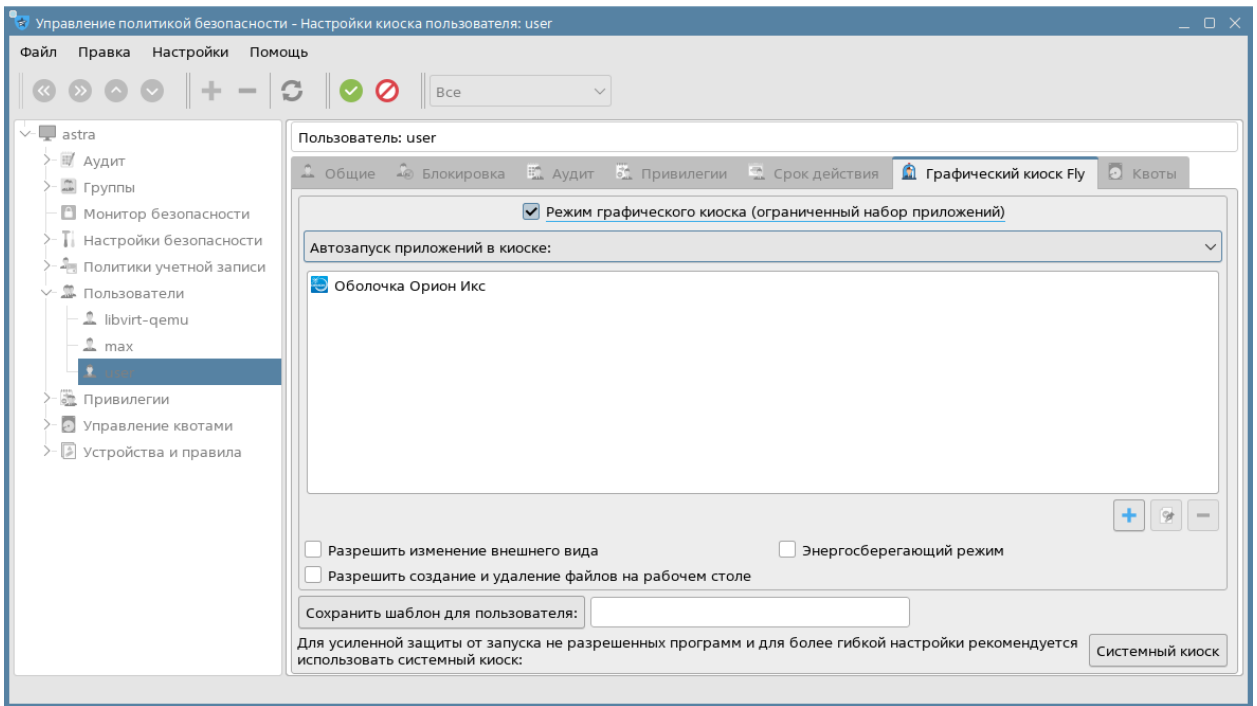 Управление политикой безопасности - Настройки киоска пользователя: user
Файл Правка Настройки Помощь
Все
astra
Аудит
Группы
Монитор безопасности
Настройки безопасности
Политики учетной записи
Пользователи
libvirt-qemu
max
user
Привилегии
Управление квотами
Устройства и правила
Пользователь: user
Общие Блокировка Аудит Привилегии Срок действия Графический киоск Fly Квоты
Режим графического киоска (ограниченный набор приложений)
Автозапуск приложений в киоске:
Оболочка Орион Икс
Разрешить изменение внешнего вида Энергосберегающий режим
Разрешить создание и удаление файлов на рабочем столе
Сохранить шаблон для пользователя:
Для усиленной защиты от запуска не разрешенных программ и для более гибкой настройки рекомендуется
использовать системный киоск:
Системный киоск